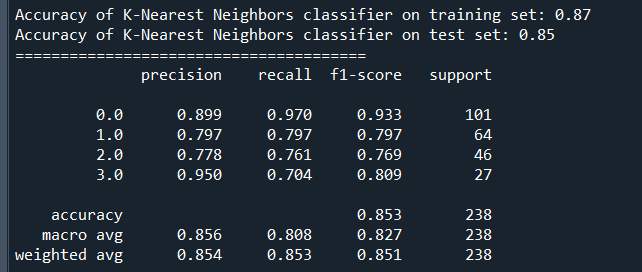 Accuracy of K-Nearest Neighbors classifier on training set: 0.87
Accuracy of K-Nearest Neighbors classifier on test set: 0.85
=======================================
precision recall f1-score support
0.0 0.899 0.970 0.933 101
1.0 0.797 0.797 0.797 64
2.0 0.778 0.761 0.769 46
3.0 0.950 0.704 0.809 27
accuracy 0.853 238
macro avg 0.856 0.808 0.827 238
weighted avg 0.854 0.853 0.851 238